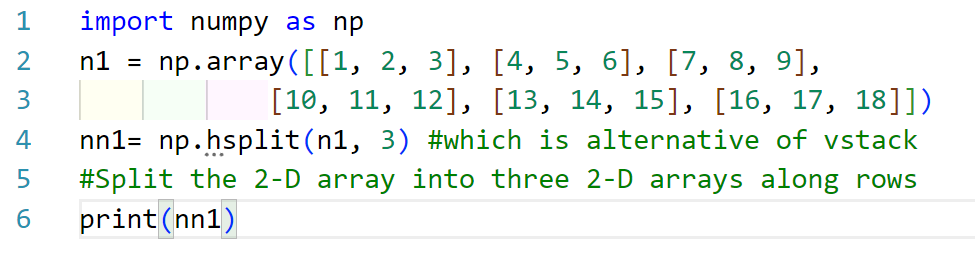 1 import numpy as np
2 n1 = np.array([[1, 2, 3], [4, 5, 6], [7, 8, 9],
3             [10, 11, 12], [13, 14, 15], [16, 17, 18]])
4 nn1= np.hsplit(n1, 3) #which is alternative of vstack
5 #Split the 2-D array into three 2-D arrays along rows
6 print(nn1)